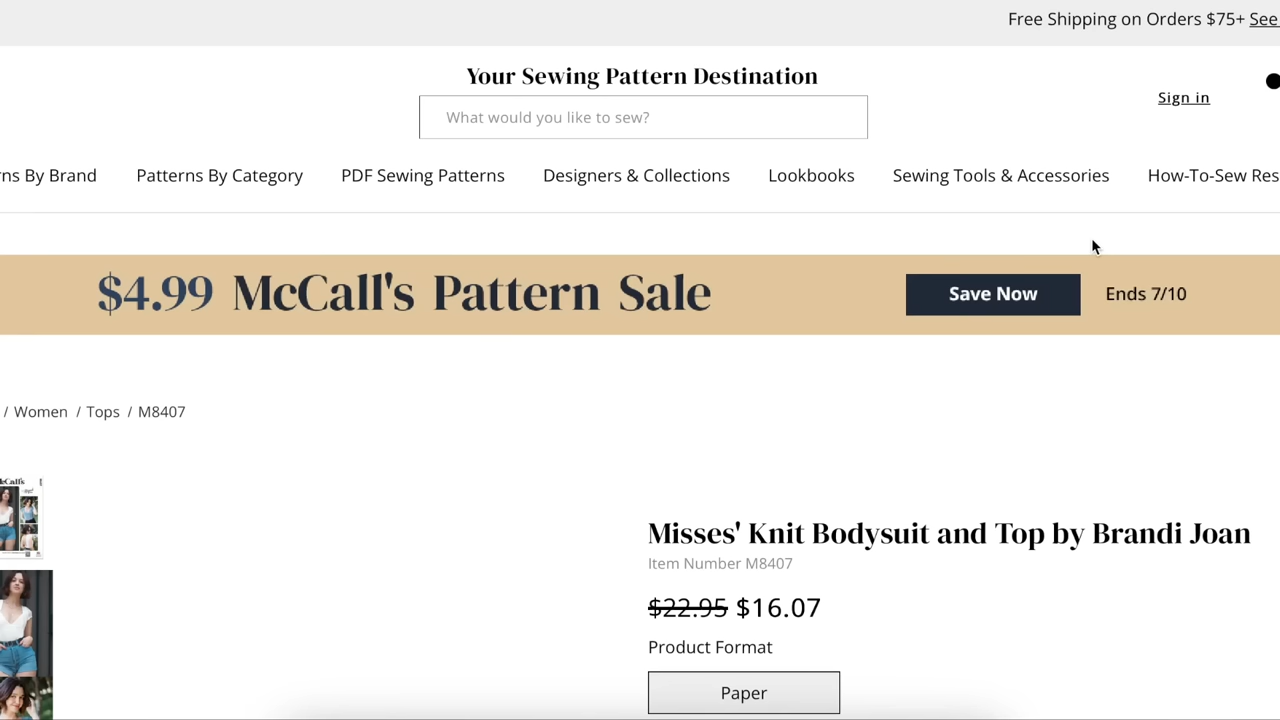 Free Shipping on Orders $75+ See
Your Sewing Pattern Destination
What would you like to sew?
Sign in
ns By Brand
Patterns By Category
PDF Sewing Patterns
Designers & Collections
Lookbooks
Sewing Tools & Accessories
How-To-Sew Res
$4.99 McCall's Pattern Sale
Save Now
Ends 7/10
/ Women / Tops / M8407
Misses' Knit Bodysuit and Top by Brandi Joan
Item Number M8407
$22.95 $16.07
Product Format
Paper